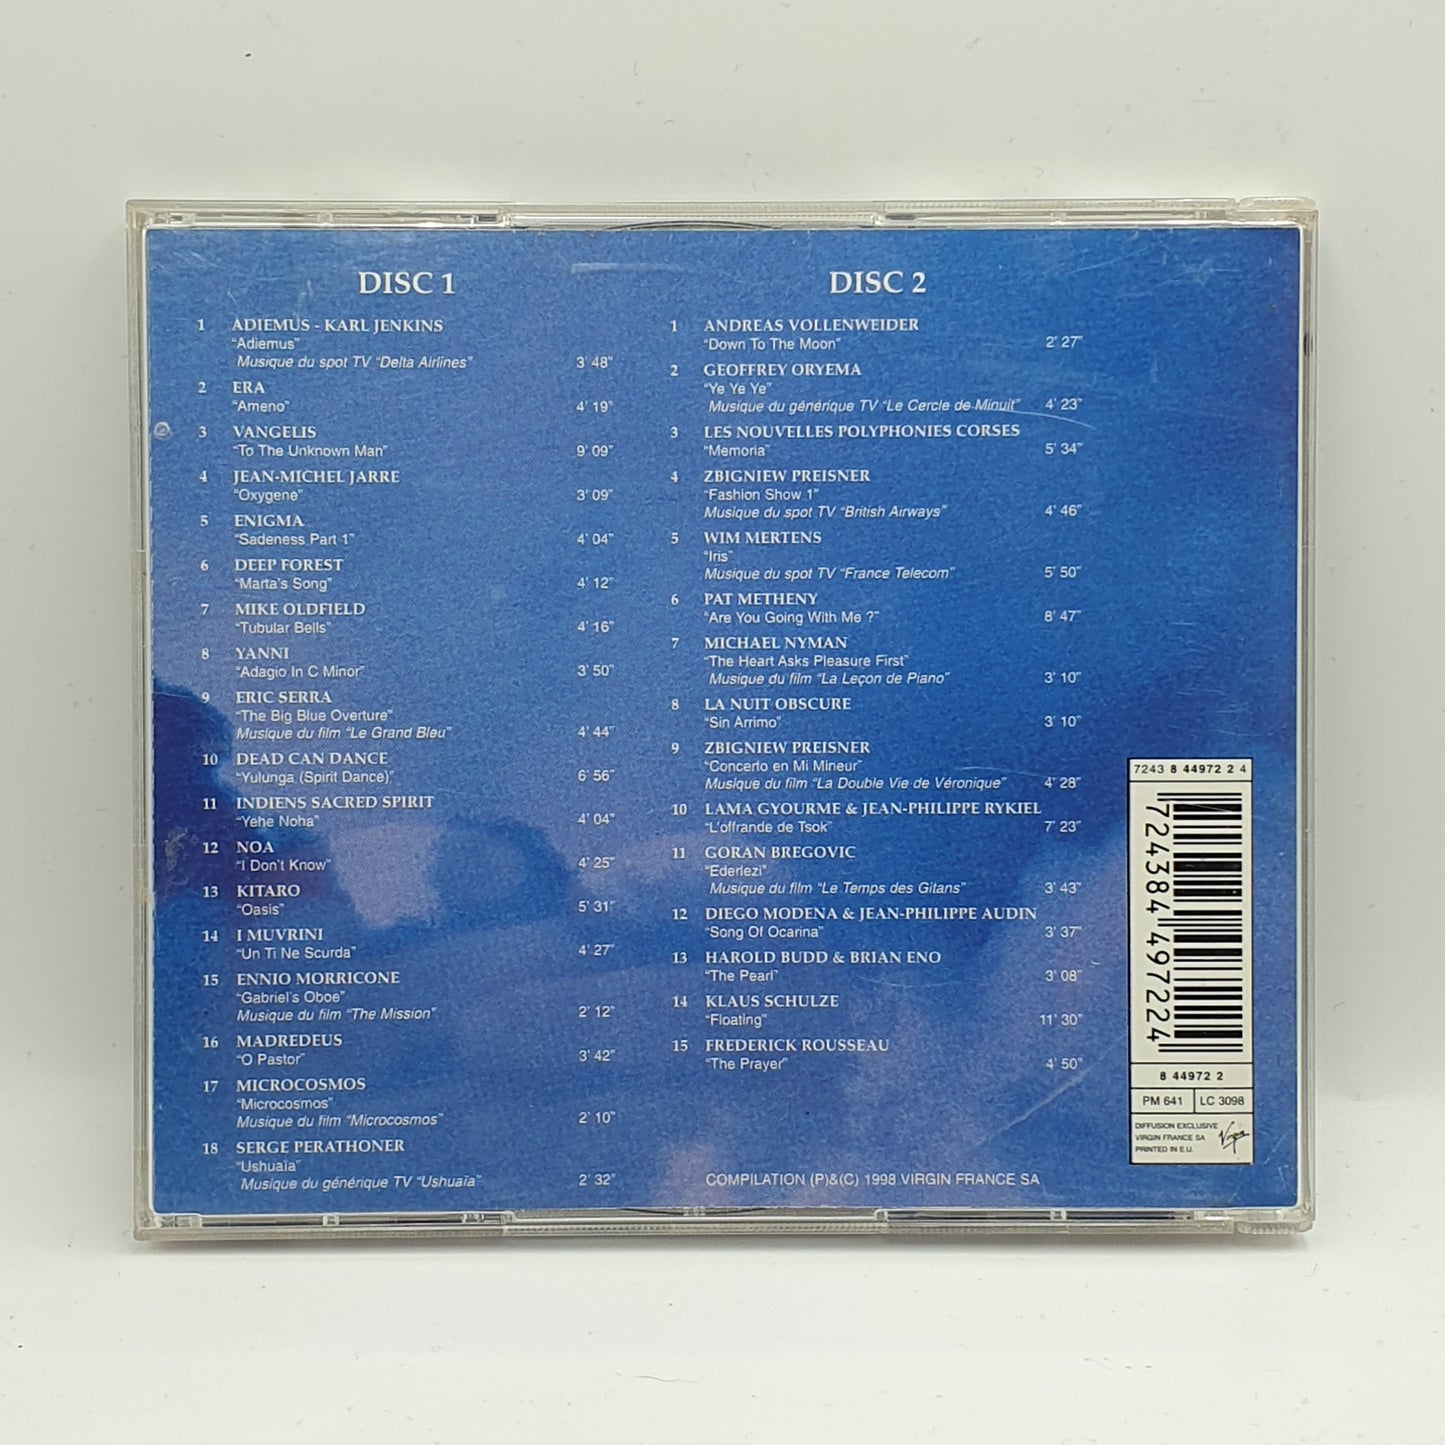 DISC 1
1 ADIEMUS - KARL JENKINS
"Adiemus"
Musique du spot TV "Delta Airlines" 3' 48"
2 ERA
"Ameno" 4' 19"
3 VANGELIS
"To The Unknown Man" 9' 09"
4 JEAN-MICHEL JARRE
"Oxygene" 3' 09"
5 ENIGMA
"Sadeness Part 1" 4' 04"
6 DEEP FOREST
"Marta's Song" 4' 12"
7 MIKE OLDFIELD
"Tubular Bells" 4' 16"
8 YANNI
"Adagio In C Minor" 3' 50"
9 ERIC SERRA
"The Big Blue Overture"
Musique du film "Le Grand Bleu" 4' 44"
10 DEAD CAN DANCE
"Yulunga (Spirit Dance)" 6' 56"
11 INDIENS SACRED SPIRIT
"Yehe Noha" 4' 04"
12 NOA
"I Don't Know" 4' 25"
13 KITARO
"Oasis" 5' 31"
14 I MUVRINI
"Un Ti Ne Scurda" 4' 27"
15 ENNIO MORRICONE
"Gabriel's Oboe"
Musique du film "The Mission" 2' 12"
16 MADREDEUS
"O Pastor" 3' 42"
17 MICROCOSMOS
"Microcosmos"
Musique du film "Microcosmos" 2' 10"
18 SERGE PERATHONER
"Ushuaïa"
Musique du générique TV "Ushuaïa" 2' 32"
DISC 2
1 ANDREAS VOLLENWEIDER
"Down To The Moon" 2' 27"
2 GEOFFREY ORYEMA
"Ye Ye Ye"
Musique du générique TV "Le Cercle de Minuit" 4' 23"
3 LES NOUVELLES POLYPHONIES CORSES
"Memoria" 5' 34"
4 ZBIGNIEW PREISNER
"Fashion Show 1"
Musique du spot TV "British Airways" 4' 46"
5 WIM MERTENS
"Iris"
Musique du spot TV "France Telecom" 5' 50"
6 PAT METHENY
"Are You Going With Me ?" 8' 47"
7 MICHAEL NYMAN
"The Heart Asks Pleasure First"
Musique du film "La Leçon de Piano" 3' 10"
8 LA NUIT OBSCURE
"Sin Arrimo" 3' 10"
9 ZBIGNIEW PREISNER
"Concerto en Mi Mineur"
Musique du film "La Double Vie de Véronique" 4' 28"
10 LAMA GYOURME & JEAN-PHILIPPE RYKIEL
"L'offrande de Tsok" 7' 23"
11 GORAN BREGOVIC
"Ederlezi"
Musique du film "Le Temps des Gitans" 3' 43"
12 DIEGO MODENA & JEAN-PHILIPPE AUDIN
"Song Of Ocarina" 3' 37"
13 HAROLD BUDD & BRIAN ENO
"The Pearl" 3' 08"
14 KLAUS SCHULZE
"Floating" 11' 30"
15 FREDERICK ROUSSEAU
"The Prayer" 4' 50"
COMPILATION (P)&(C) 1998 VIRGIN FRANCE SA
7243 8 44972 2 4
7 24384 49722 4
8 44972 2
PM 641 LC 3098
DIFFUSION EXCLUSIVE
VIRGIN FRANCE SA
PRINTED IN E.U.
Virgin